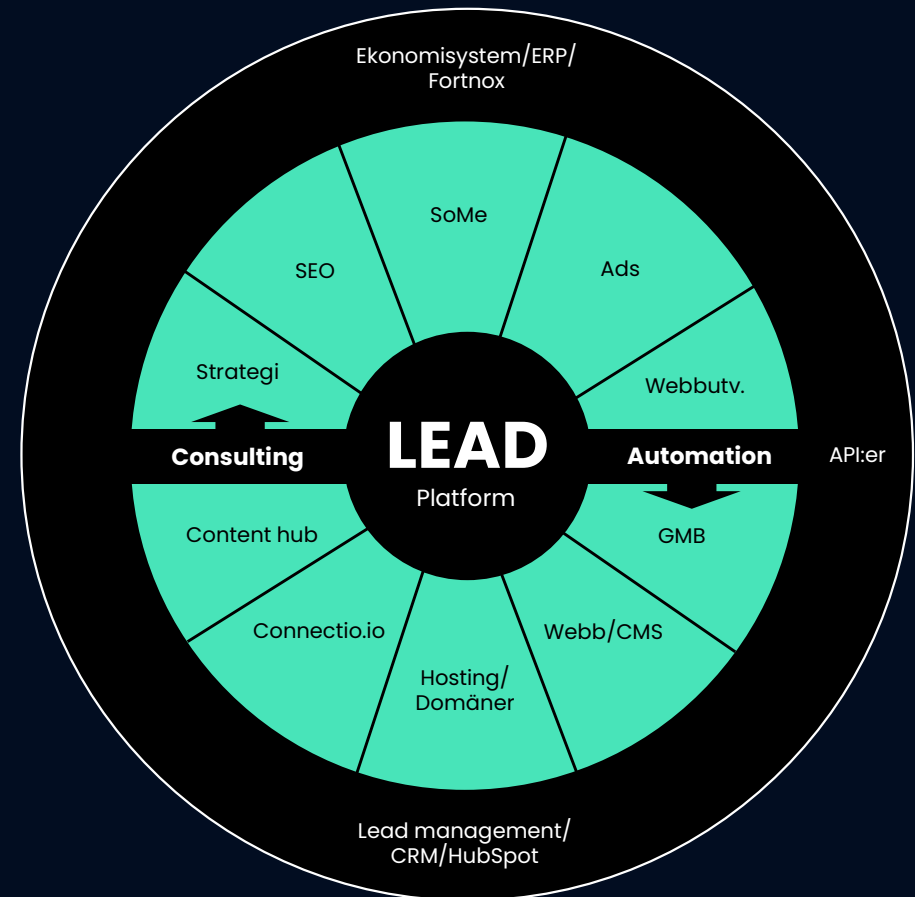 Ekonomisystem/ERP/
Fortnox
SoMe
SEO
Ads
Strategi
Webbutv.
LEAD
Platform
Consulting
Automation
API:er
Content hub
GMB
Connectio.io
Webb/CMS
Hosting/
Domäner
Lead management/
CRM/HubSpot